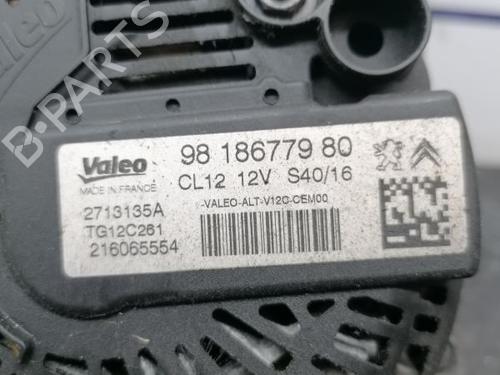 Valeo
B-PARTS
Valeo
98 186779 80
MADE IN FRANCE
CL12 12V S40/16
2713135A
-VALEO-ALT-V12C-CEM00
TG12C261
216065554